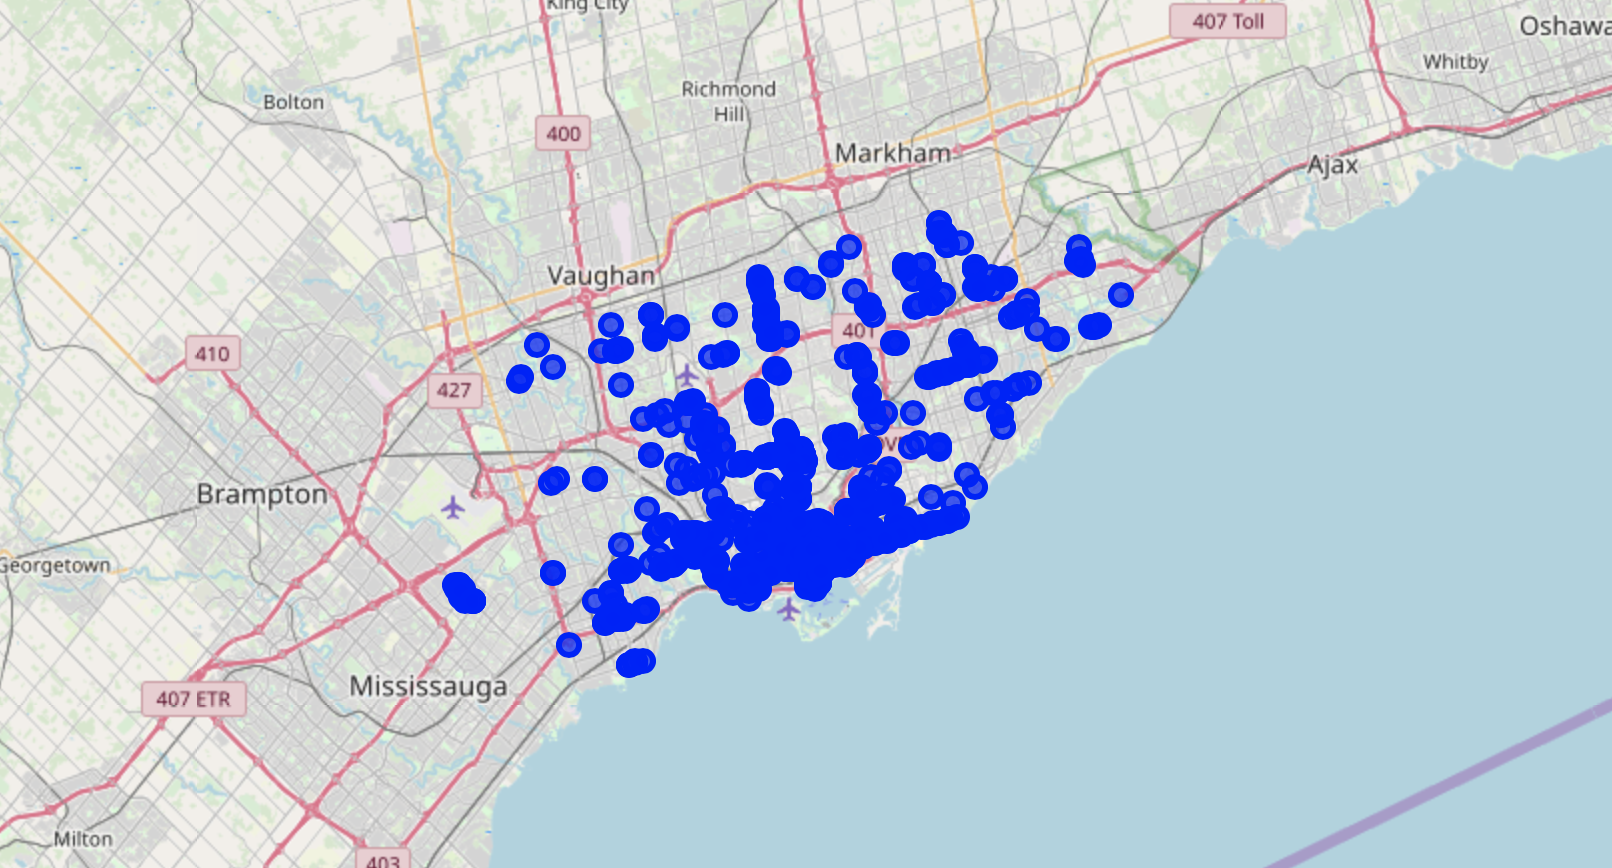 King City
407 Toll
Oshawa
Whitby
Bolton
Richmond
Hill
400
Markham
Ajax
Vaughan
401
410
427
Brampton
Georgetown
Mississauga
407 ETR
Milton
403